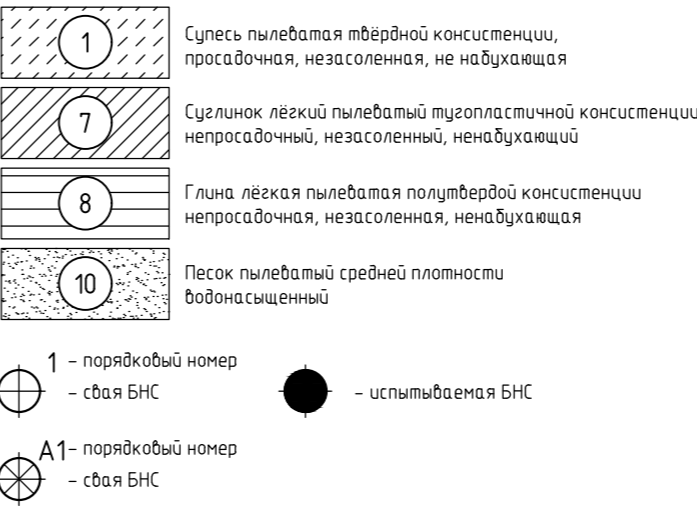 1
Супесь пылеватая твёрдной консистенции,
просадочная, незасоленная, не набухающая
7
Суглинок лёгкий пылеватый тугопластичной консистенции
непросадочный, незасоленный, ненабухающий
8
Глина лёгкая пылеватая полутвердой консистенции
непросадочная, незасоленная, ненабухающая
10
Песок пылеватый средней плотности
водонасыщенный
1 – порядковый номер
– свая БНС
– испытываемая БНС
А1 – порядковый номер
– свая БНС